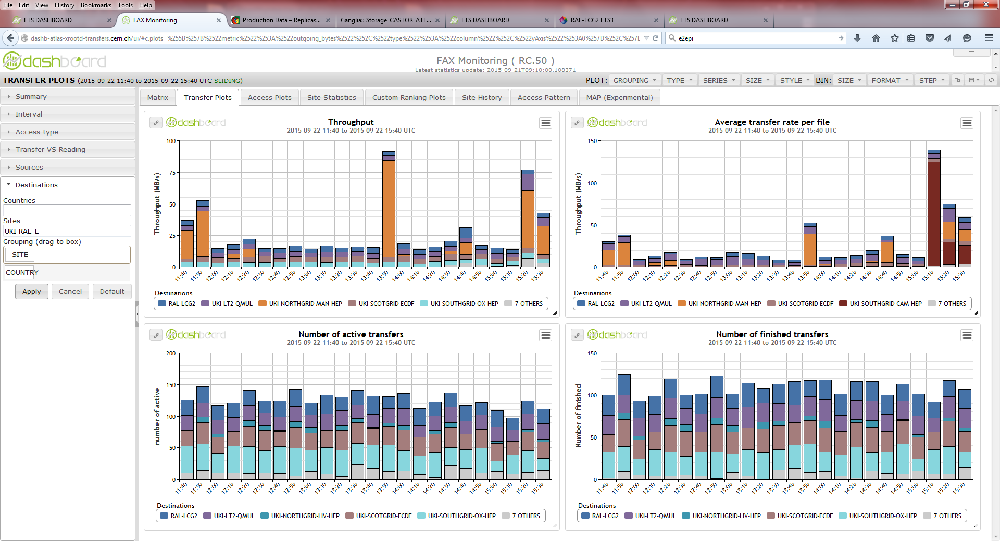 File Edit View History Bookmarks Tools Help
FTS DASHBOARD × FAX Monitoring × Production Data – Replicas... × Ganglia:: Storage_CASTOR_ATL... × FTS DASHBOARD × RAL-LCG2 FTS3 × FTS DASHBOARD ×
dashb-atlas-xrootd-transfers.cern.ch/ui/#c.plots=%255B%257B%2522metric%2522%253A%2522outgoing_bytes%2522%252C%2522type%2522%253A%2522column%2522%252C%2522yAxis%2522%253A0%257D%252C%257E
e2epi
dashboard
FAX Monitoring ( RC.50 )
Latest statistics update: 2015-09-21T09:10:00.108371
TRANSFER PLOTS (2015-09-22 11:40 to 2015-09-22 15:40 UTC SLIDING)
PLOT: GROUPING TYPE SERIES SIZE STYLE BIN: SIZE FORMAT STEP
Summary
Interval
Access type
Transfer VS Reading
Sources
Destinations
Countries
Sites
UKI RAL-L
Grouping (drag to box)
SITE
COUNTRY
Apply Cancel Default
Matrix Transfer Plots Access Plots Site Statistics Custom Ranking Plots Site History Access Pattern MAP (Experimental)
dashboard
Throughput
2015-09-22 11:40 to 2015-09-22 15:40 UTC
Throughput (MB/s)
100
75
50
25
0
11:40 11:50 12:00 12:10 12:20 12:30 12:40 12:50 13:00 13:10 13:20 13:30 13:40 13:50 14:00 14:10 14:20 14:30 14:40 14:50 15:00 15:10 15:20 15:30
Destinations
RAL-LCG2 UKI-LT2-QMUL UKI-NORTHGRID-MAN-HEP UKI-SCOTGRID-ECDF UKI-SOUTHGRID-OX-HEP 7 OTHERS
dashboard
Average transfer rate per file
2015-09-22 11:40 to 2015-09-22 15:40 UTC
Throughput (MB/s)
150
100
50
0
11:40 11:50 12:00 12:10 12:20 12:30 12:40 12:50 13:00 13:10 13:20 13:30 13:40 13:50 14:00 14:10 14:20 14:30 14:40 14:50 15:00 15:10 15:20 15:30
Destinations
RAL-LCG2 UKI-LT2-QMUL UKI-NORTHGRID-MAN-HEP UKI-SCOTGRID-ECDF UKI-SOUTHGRID-CAM-HEP 7 OTHERS
dashboard
Number of active transfers
2015-09-22 11:40 to 2015-09-22 15:40 UTC
number of active
200
150
100
50
0
11:40 11:50 12:00 12:10 12:20 12:30 12:40 12:50 13:00 13:10 13:20 13:30 13:40 13:50 14:00 14:10 14:20 14:30 14:40 14:50 15:00 15:10 15:20 15:30
Destinations
RAL-LCG2 UKI-LT2-QMUL UKI-NORTHGRID-LIV-HEP UKI-SCOTGRID-ECDF UKI-SOUTHGRID-OX-HEP 7 OTHERS
dashboard
Number of finished transfers
2015-09-22 11:40 to 2015-09-22 15:40 UTC
Number of finished
150
100
50
0
11:40 11:50 12:00 12:10 12:20 12:30 12:40 12:50 13:00 13:10 13:20 13:30 13:40 13:50 14:00 14:10 14:20 14:30 14:40 14:50 15:00 15:10 15:20 15:30
Destinations
RAL-LCG2 UKI-LT2-QMUL UKI-NORTHGRID-LIV-HEP UKI-SCOTGRID-ECDF UKI-SOUTHGRID-OX-HEP 7 OTHERS